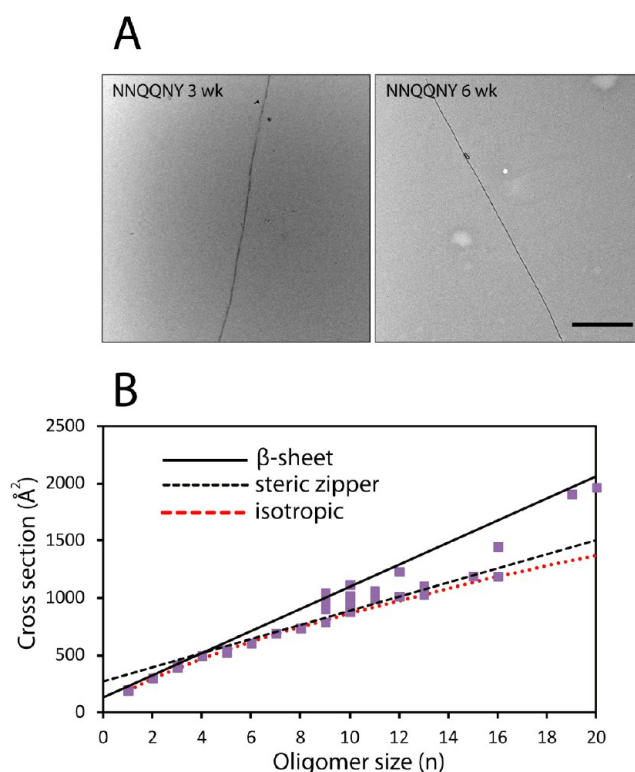 A
NNQQNY 3 wk
NNQQNY 6 wk
B
2500
2000
1500
1000
500
0
β-sheet
steric zipper
isotropic
Cross section (Å²)
0 2 4 6 8 10 12 14 16 18 20
Oligomer size (n)